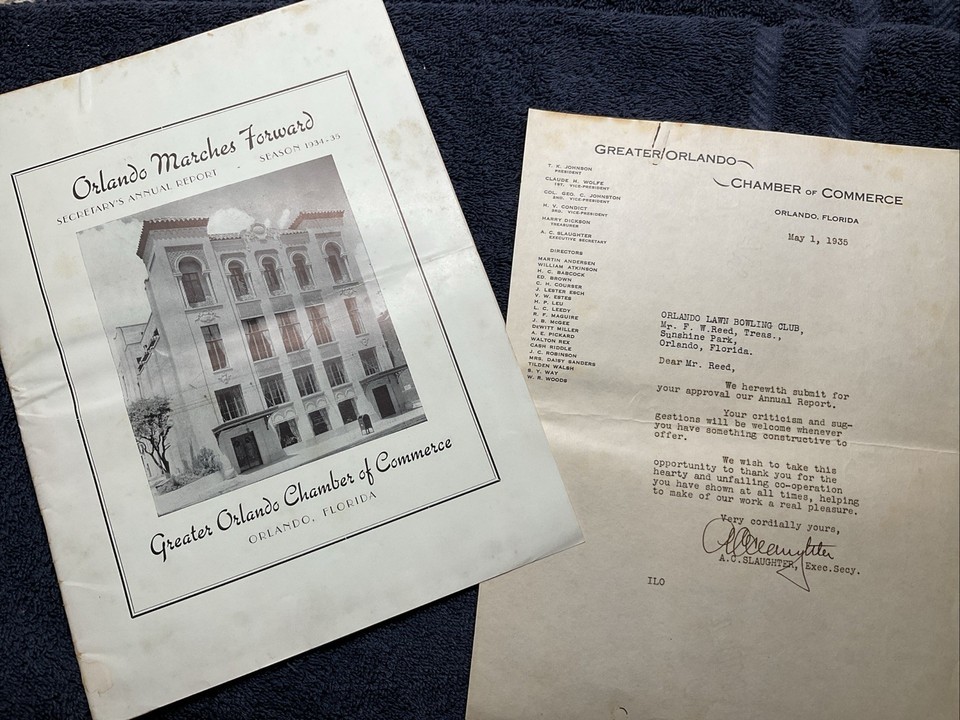 Orlando Marches Forward
SECRETARY'S ANNUAL REPORT - SEASON 1934-35
Greater Orlando Chamber of Commerce
ORLANDO, FLORIDA
GREATER ORLANDO
CHAMBER OF COMMERCE
ORLANDO, FLORIDA
May 1, 1935
T. K. JOHNSON
PRESIDENT
CLAUDE H. WOLFE
1ST. VICE-PRESIDENT
COL. GEO. C. JOHNSTON
2ND. VICE-PRESIDENT
H. V. CONDICT
3RD. VICE-PRESIDENT
HARRY DICKSON
TREASURER
A. C. SLAUGHTER
EXECUTIVE SECRETARY
DIRECTORS
MARTIN ANDERSEN
WILLIAM ATKINSON
H. C. BABCOCK
ED. BROWN
C. H. COURSER
J. LESTER ESCH
V. W. ESTES
H. P. LEU
L. C. LEEDY
R. F. MAGUIRE
J. B. MCGEE
DEWITT MILLER
A. E. PICKARD
WALTON REX
CASH RIDDLE
J. C. ROBINSON
MRS. DAISY SANDERS
TILDEN WALSH
S. Y. WAY
W. R. WOODS
ORLANDO LAWN BOWLING CLUB,
Mr. F. W.Reed, Treas.,
Sunshine Park,
Orlando, Florida.
Dear Mr. Reed,
We herewith submit for
your approval our Annual Report.
Your criticism and sug-
gestions will be welcome whenever
you have something constructive to
offer.
We wish to take this
opportunity to thank you for the
hearty and unfailing co-operation
you have shown at all times, helping
to make of our work a real pleasure.
Very cordially yours,
A C Slaughter
A.C.SLAUGHTER, Exec.Secy.
ILO